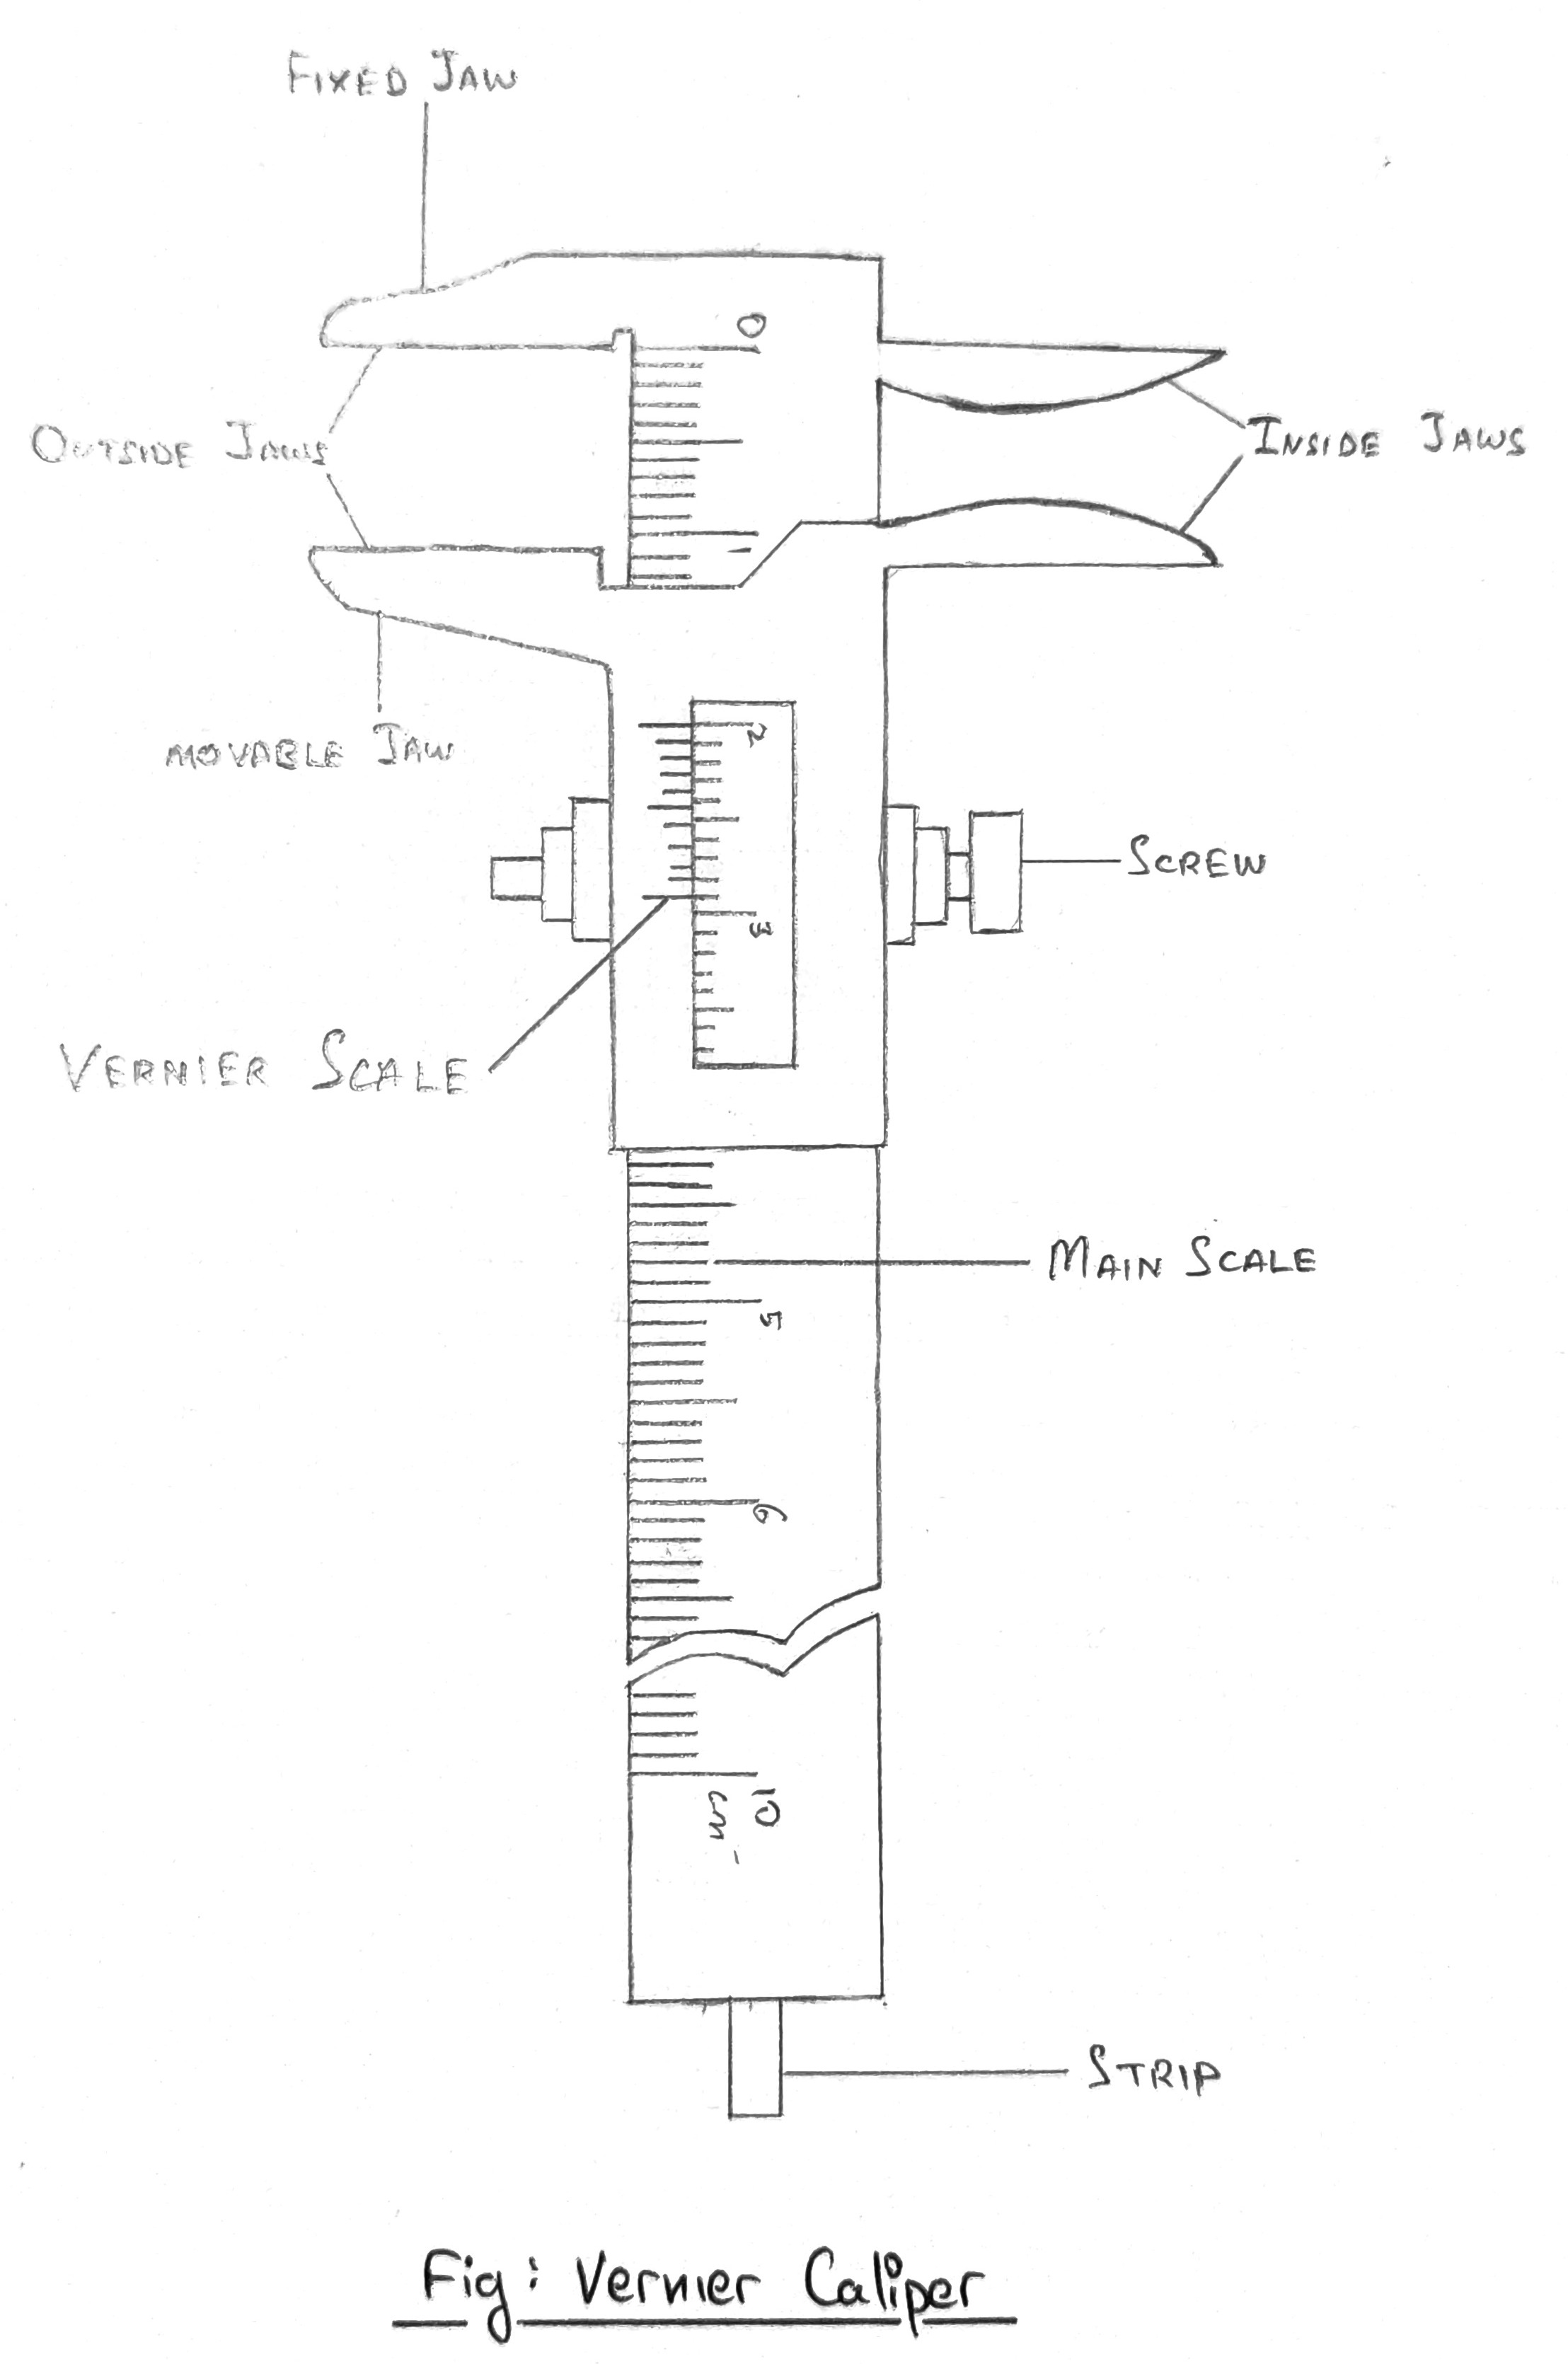 FIXED JAW
0
OUTSIDE JAWS
INSIDE JAWS
MOVABLE JAW
2
SCREW
3
VERNIER SCALE
MAIN SCALE
5
6
10
cm
STRIP
Fig: Vernier Caliper